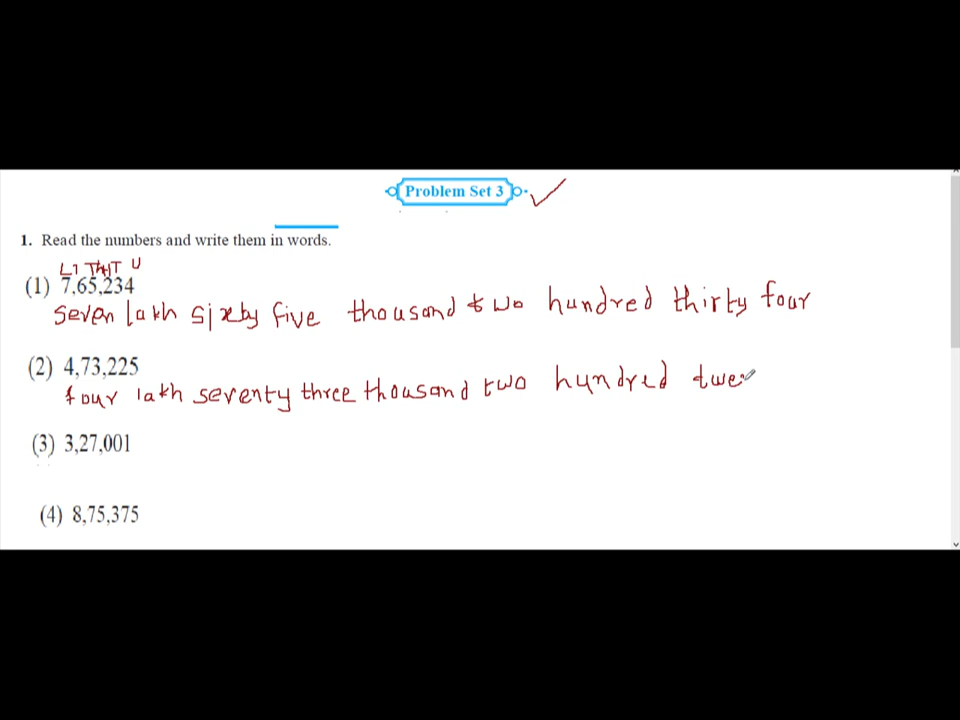 Problem Set 3
1. Read the numbers and write them in words.
(1) 7,65,234
seven lakh sixty five thousand two hundred thirty four
(2) 4,73,225
four lakh seventy three thousand two hundred twe
(3) 3,27,001
(4) 8,75,375